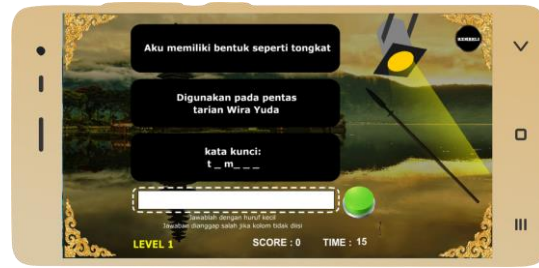 KEMBALI
Aku memiliki bentuk seperti tongkat
Digunakan pada pentas
tarian Wira Yuda
kata kunci:
t _ m _ _ _
Jawablah dengan huruf kecil
Jawaban dianggap salah jika kolom tidak diisi
LEVEL 1
SCORE : 0
TIME : 15